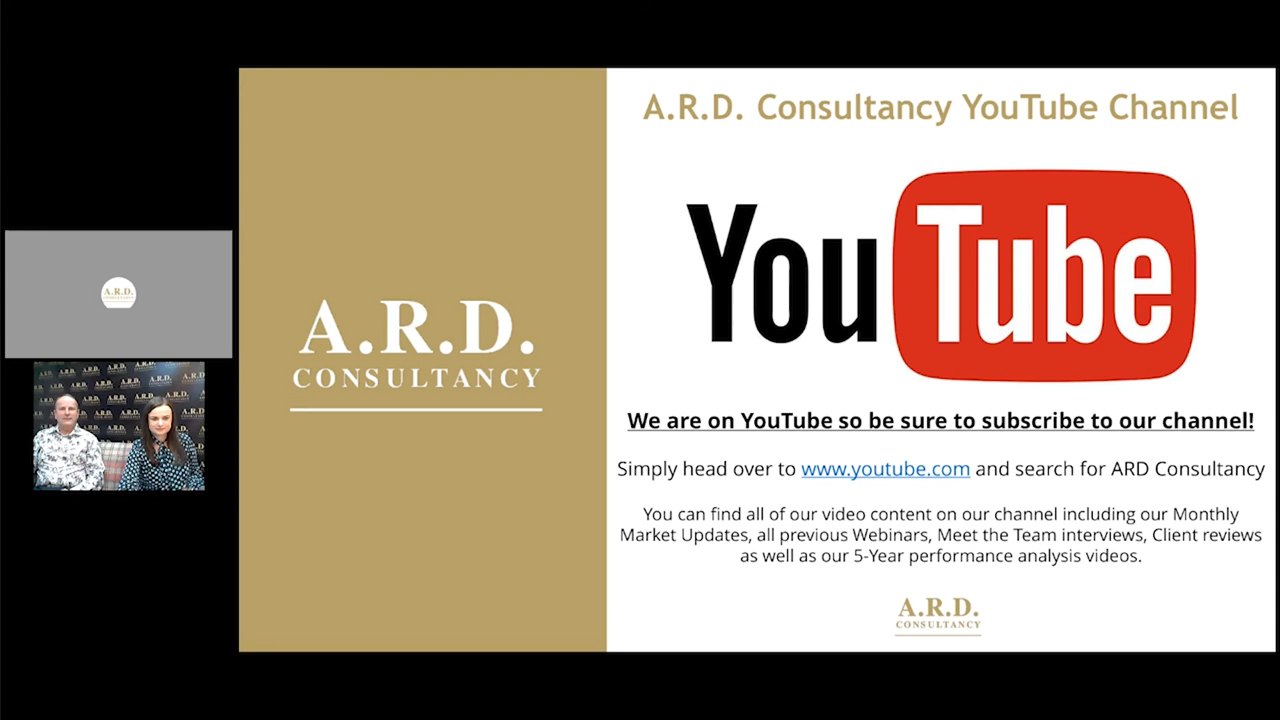 A.R.D. Consultancy YouTube Channel
YouTube
A.R.D.
CONSULTANCY
We are on YouTube so be sure to subscribe to our channel!
Simply head over to www.youtube.com and search for ARD Consultancy
You can find all of our video content on our channel including our Monthly
Market Updates, all previous Webinars, Meet the Team interviews, Client reviews
as well as our 5-Year performance analysis videos.
A.R.D.
CONSULTANCY
A.R.D.
CONSULTANCY
A.R.D.
A.R.D.
A.R.D.
A.R.D.